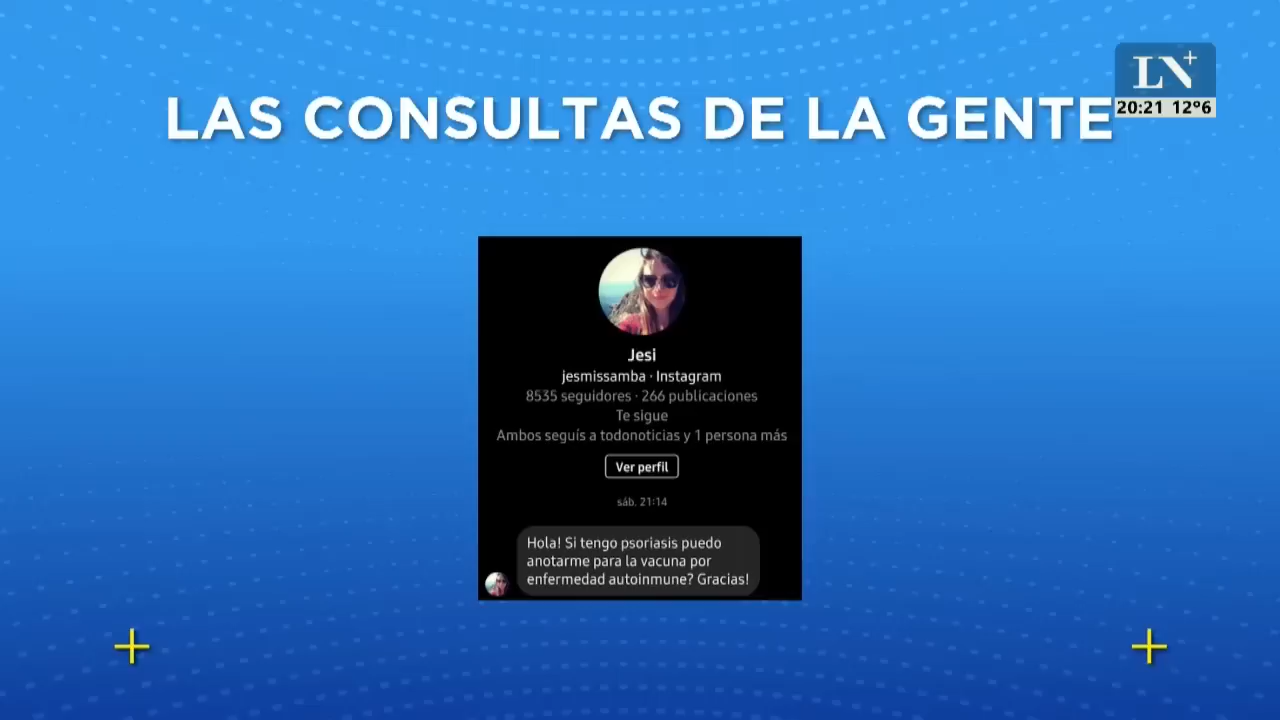 LN+
20:21 12°6
LAS CONSULTAS DE LA GENTE
Jesi
jesmissamba · Instagram
8535 seguidores · 266 publicaciones
Te sigue
Ambos seguís a todonoticias y 1 persona más
Ver perfil
sáb. 21:14
Hola! Si tengo psoriasis puedo
anotarme para la vacuna por
enfermedad autoinmune? Gracias!